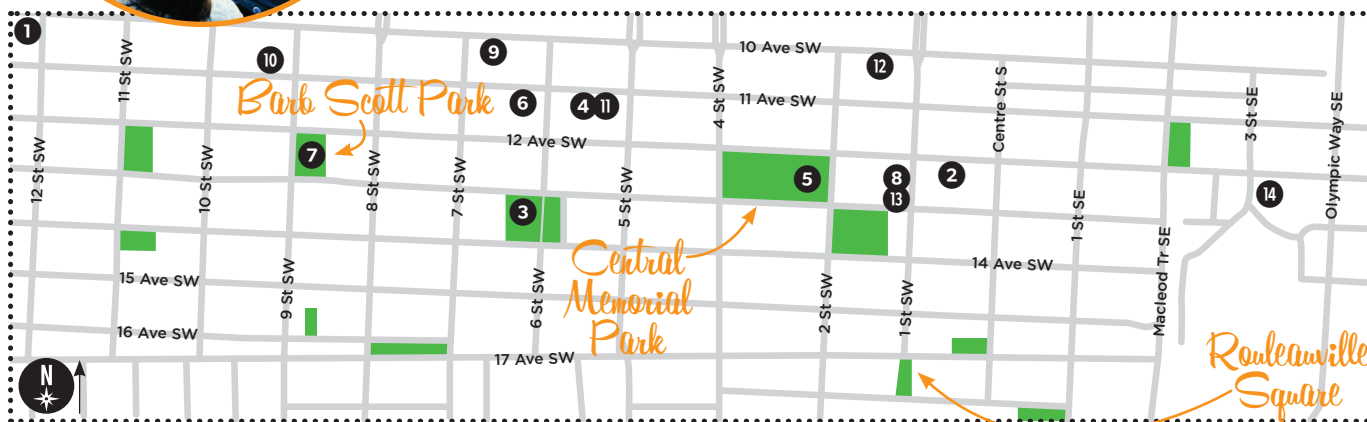 1
11 St SW
10
9
10 Ave SW
12
Centre St S
Barb Scott Park
6
4
11
4 St SW
11 Ave SW
3 St SE
Olympic Way SE
12 Ave SW
12 St SW
7
10 St SW
8 St SW
7 St SW
5 St SW
5
8
13
2
1 St SE
14
3
Central
Memorial
Park
14 Ave SW
Macleod Tr SE
15 Ave SW
9 St SW
6 St SW
2 St SW
1 St SW
16 Ave SW
17 Ave SW
Rouleauville
Square
N